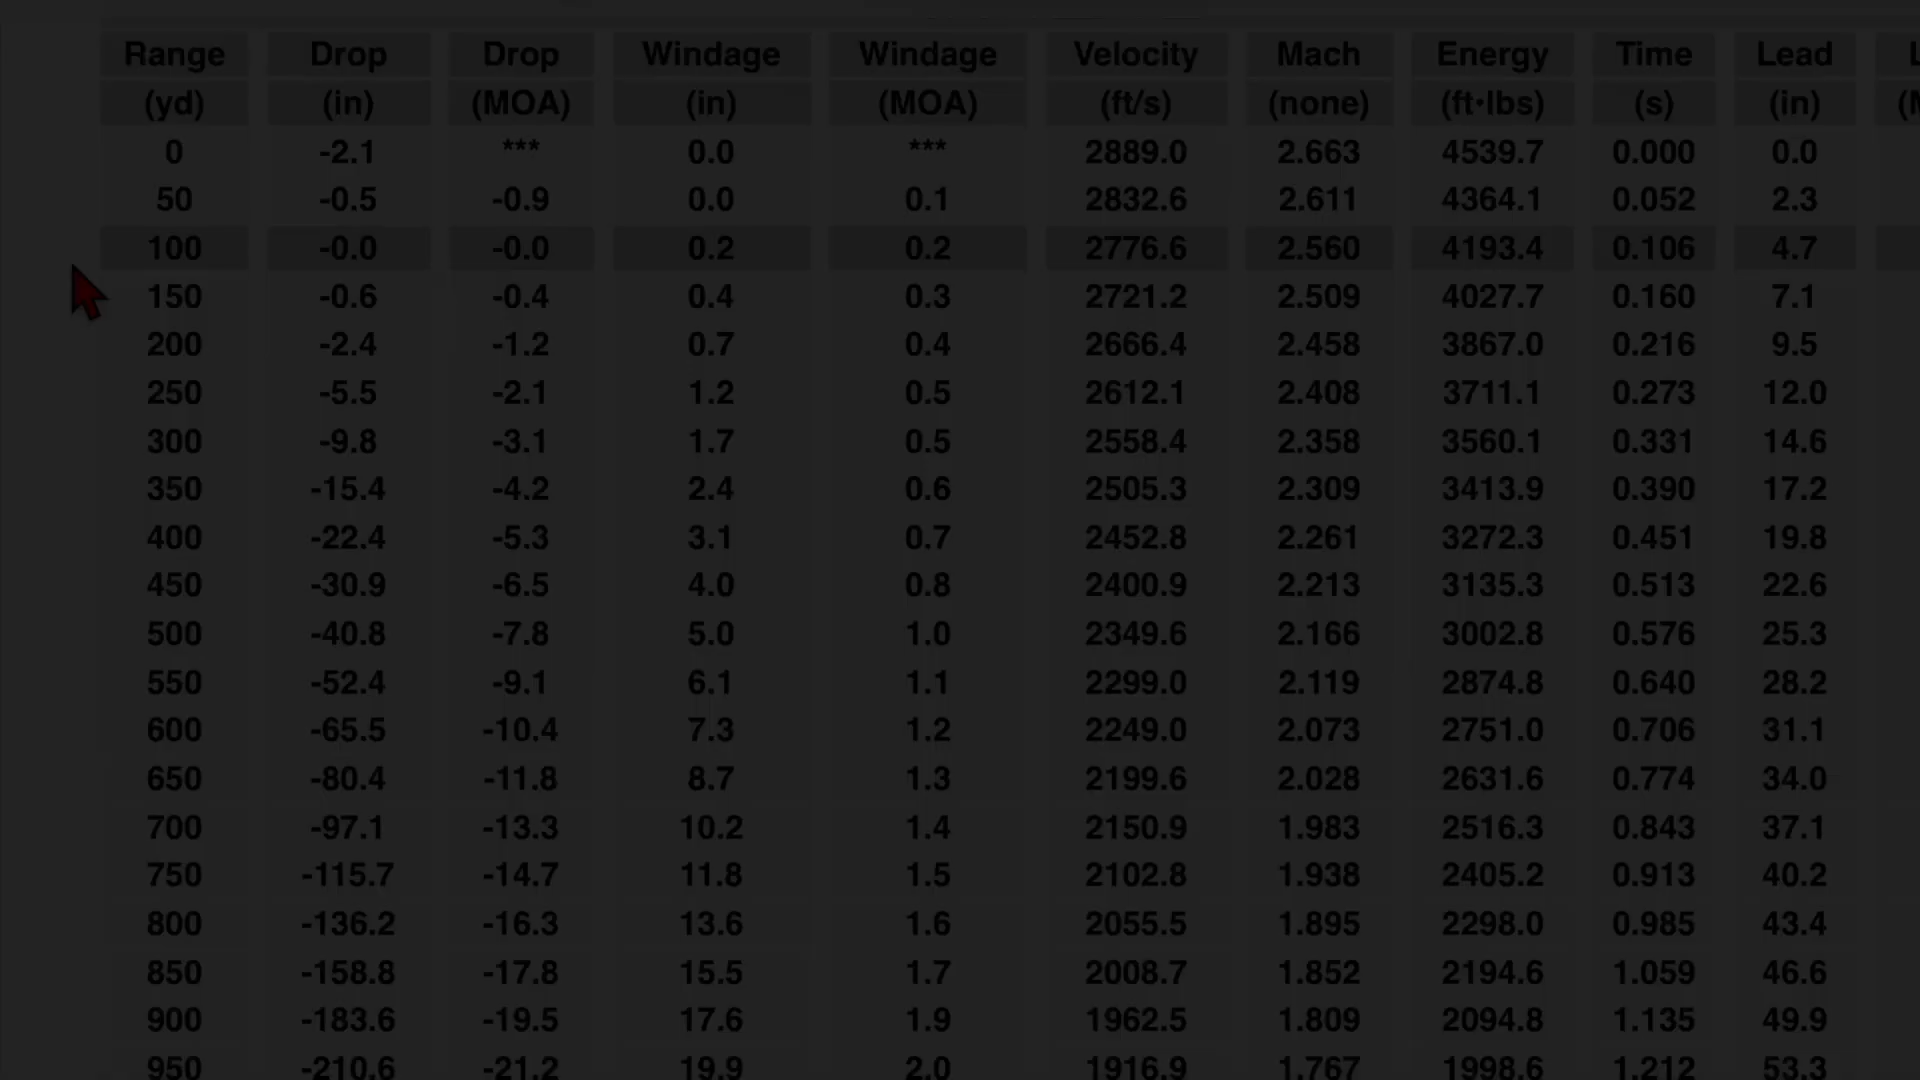 Range Drop Drop Windage Windage Velocity Mach Energy Time Lead
(yd) (in) (MOA) (in) (MOA) (ft/s) (none) (ft•lbs) (s) (in)
0 -2.1 *** 0.0 *** 2889.0 2.663 4539.7 0.000 0.0
50 -0.5 -0.9 0.0 0.1 2832.6 2.611 4364.1 0.052 2.3
100 -0.0 -0.0 0.2 0.2 2776.6 2.560 4193.4 0.106 4.7
150 -0.6 -0.4 0.4 0.3 2721.2 2.509 4027.7 0.160 7.1
200 -2.4 -1.2 0.7 0.4 2666.4 2.458 3867.0 0.216 9.5
250 -5.5 -2.1 1.2 0.5 2612.1 2.408 3711.1 0.273 12.0
300 -9.8 -3.1 1.7 0.5 2558.4 2.358 3560.1 0.331 14.6
350 -15.4 -4.2 2.4 0.6 2505.3 2.309 3413.9 0.390 17.2
400 -22.4 -5.3 3.1 0.7 2452.8 2.261 3272.3 0.451 19.8
450 -30.9 -6.5 4.0 0.8 2400.9 2.213 3135.3 0.513 22.6
500 -40.8 -7.8 5.0 1.0 2349.6 2.166 3002.8 0.576 25.3
550 -52.4 -9.1 6.1 1.1 2299.0 2.119 2874.8 0.640 28.2
600 -65.5 -10.4 7.3 1.2 2249.0 2.073 2751.0 0.706 31.1
650 -80.4 -11.8 8.7 1.3 2199.6 2.028 2631.6 0.774 34.0
700 -97.1 -13.3 10.2 1.4 2150.9 1.983 2516.3 0.843 37.1
750 -115.7 -14.7 11.8 1.5 2102.8 1.938 2405.2 0.913 40.2
800 -136.2 -16.3 13.6 1.6 2055.5 1.895 2298.0 0.985 43.4
850 -158.8 -17.8 15.5 1.7 2008.7 1.852 2194.6 1.059 46.6
900 -183.6 -19.5 17.6 1.9 1962.5 1.809 2094.8 1.135 49.9
950 -210.6 -21.2 19.9 2.0 1916.9 1.767 1998.6 1.212 53.3